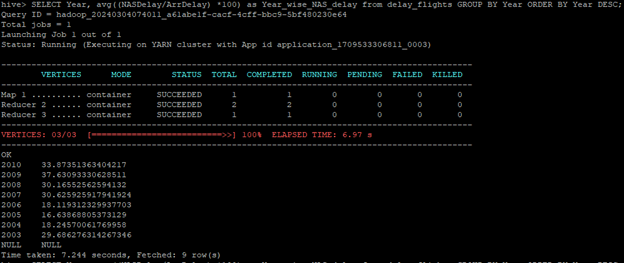 hive> SELECT Year, avg((NASDelay/ArrDelay) *100) as Year_wise_NAS_delay from delay_flights GROUP BY Year ORDER BY Year DESC;
Query ID = hadoop_20240304074011_a61abe1f-cacf-4cff-bbc9-5bf480230e64
Total jobs = 1
Launching Job 1 out of 1
Status: Running (Executing on YARN cluster with App id application_1709533306811_0003)
----------------------------------------------------------------------------------------------
VERTICES MODE STATUS TOTAL COMPLETED RUNNING PENDING FAILED KILLED
----------------------------------------------------------------------------------------------
Map 1 .......... container SUCCEEDED 1 1 0 0 0 0
Reducer 2 ...... container SUCCEEDED 2 2 0 0 0 0
Reducer 3 ...... container SUCCEEDED 1 1 0 0 0 0
----------------------------------------------------------------------------------------------
VERTICES: 03/03 [==========================>>] 100% ELAPSED TIME: 6.97 s
----------------------------------------------------------------------------------------------
OK
2010 33.87351363404217
2009 37.63093330628511
2008 30.16552562594132
2007 30.625925917941924
2006 18.119312329937703
2005 16.63868805373129
2004 18.24570061769958
2003 29.686276314267346
NULL NULL
Time taken: 7.244 seconds, Fetched: 9 row(s)